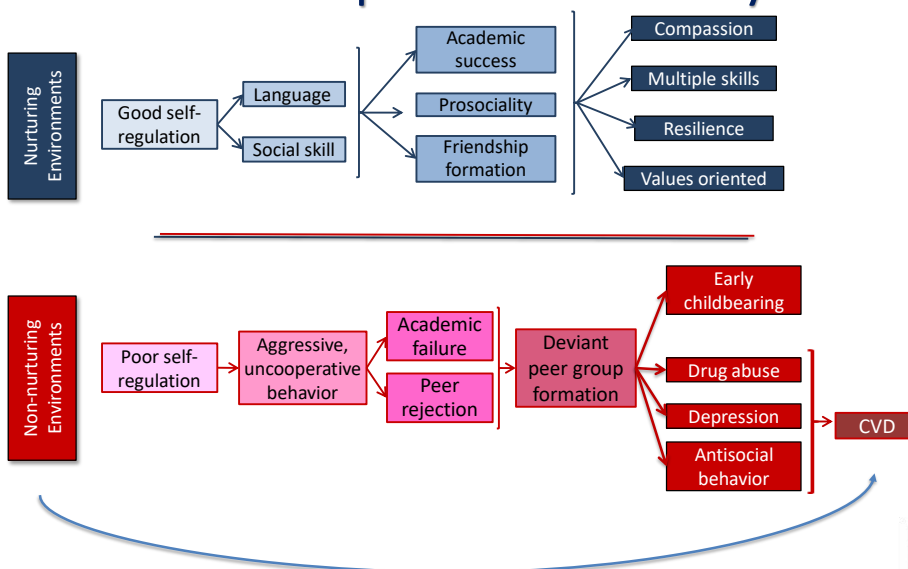 Nurturing
Environments
Good self-
regulation
Language
Social skill
Academic
success
Prosociality
Friendship
formation
Compassion
Multiple skills
Resilience
Values oriented
Non-nurturing
Environments
Poor self-
regulation
Aggressive,
uncooperative
behavior
Academic
failure
Peer
rejection
Deviant
peer group
formation
Early
childbearing
Drug abuse
Depression
Antisocial
behavior
CVD